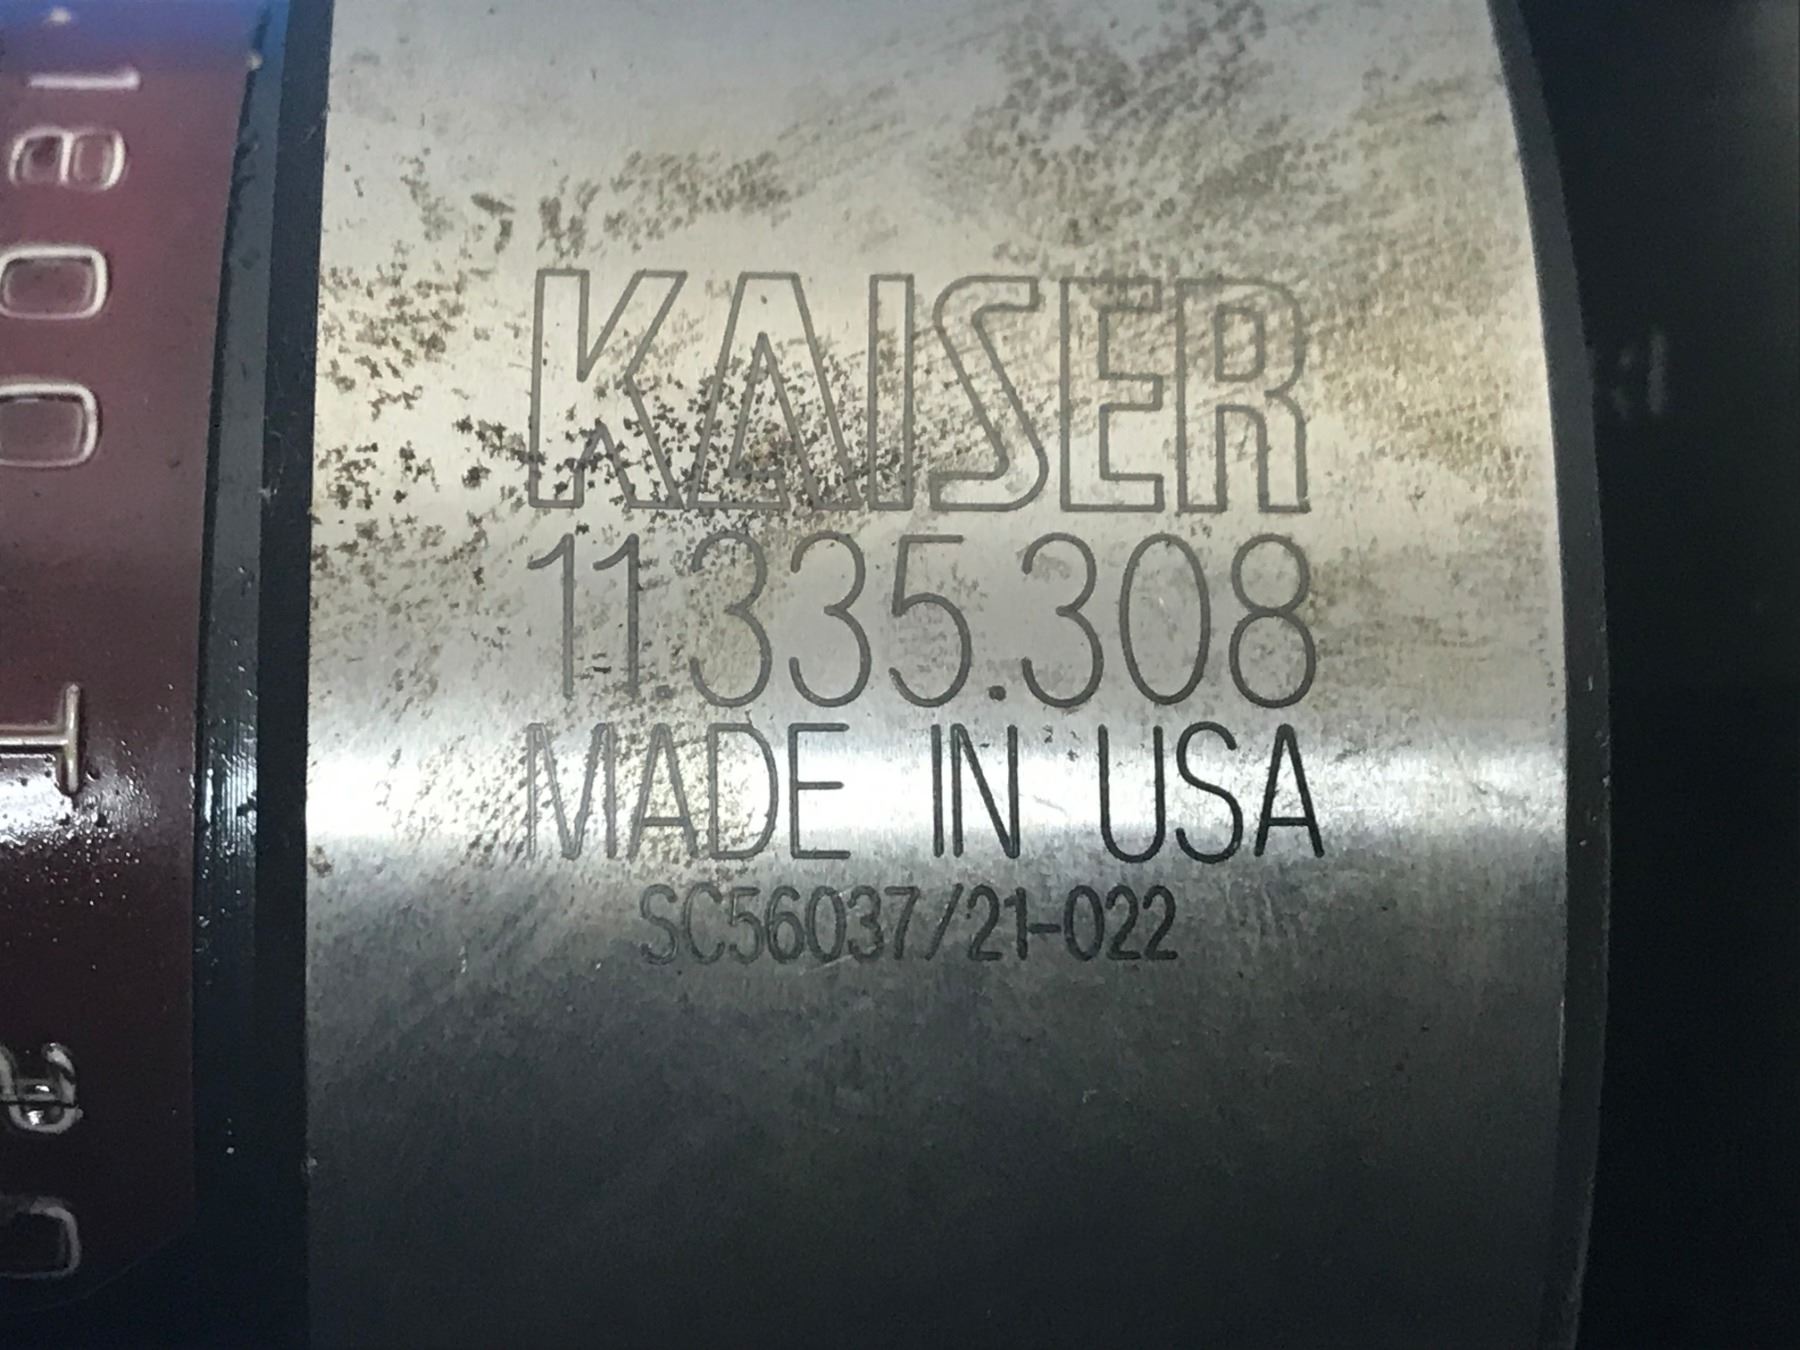 KAISER
11.335.308
MADE IN USA
SC56037/21-022